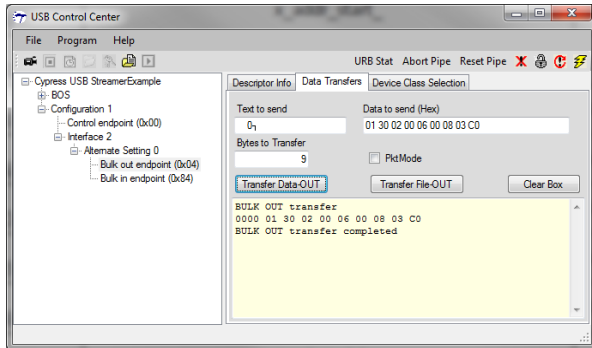 USB Control Center
File Program Help
URB Stat Abort Pipe Reset Pipe
Cypress USB StreamerExample
BOS
Configuration 1
Control endpoint (0x00)
Interface 2
Alternate Setting 0
Bulk out endpoint (0x04)
Bulk in endpoint (0x84)
Descriptor Info Data Transfers Device Class Selection
Text to send Data to send (Hex)
01 30 02 00 06 00 08 03 C0
Bytes to Transfer
9 PktMode
Transfer Data-OUT Transfer File-OUT Clear Box
BULK OUT transfer
0000 01 30 02 00 06 00 08 03 C0
BULK OUT transfer completed